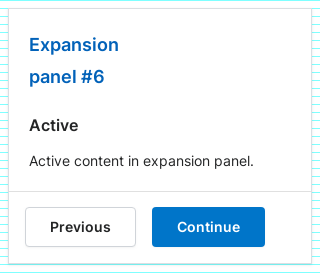 Expansion
panel #6
Active
Active content in expansion panel.
Previous
Continue